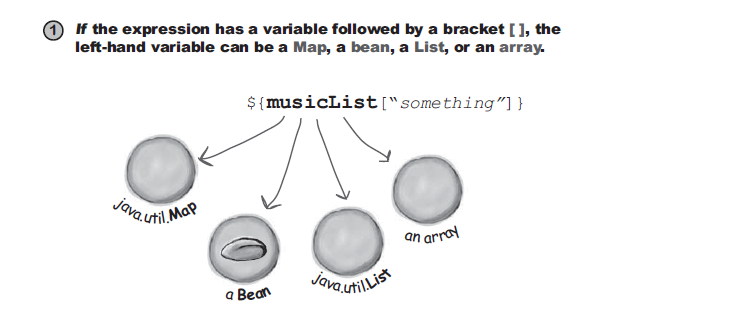 1 If the expression has a variable followed by a bracket [ ], the
left-hand variable can be a Map, a bean, a List, or an array.
${musicList["something"]}
java.util.Map
an array
java.util.List
a Bean